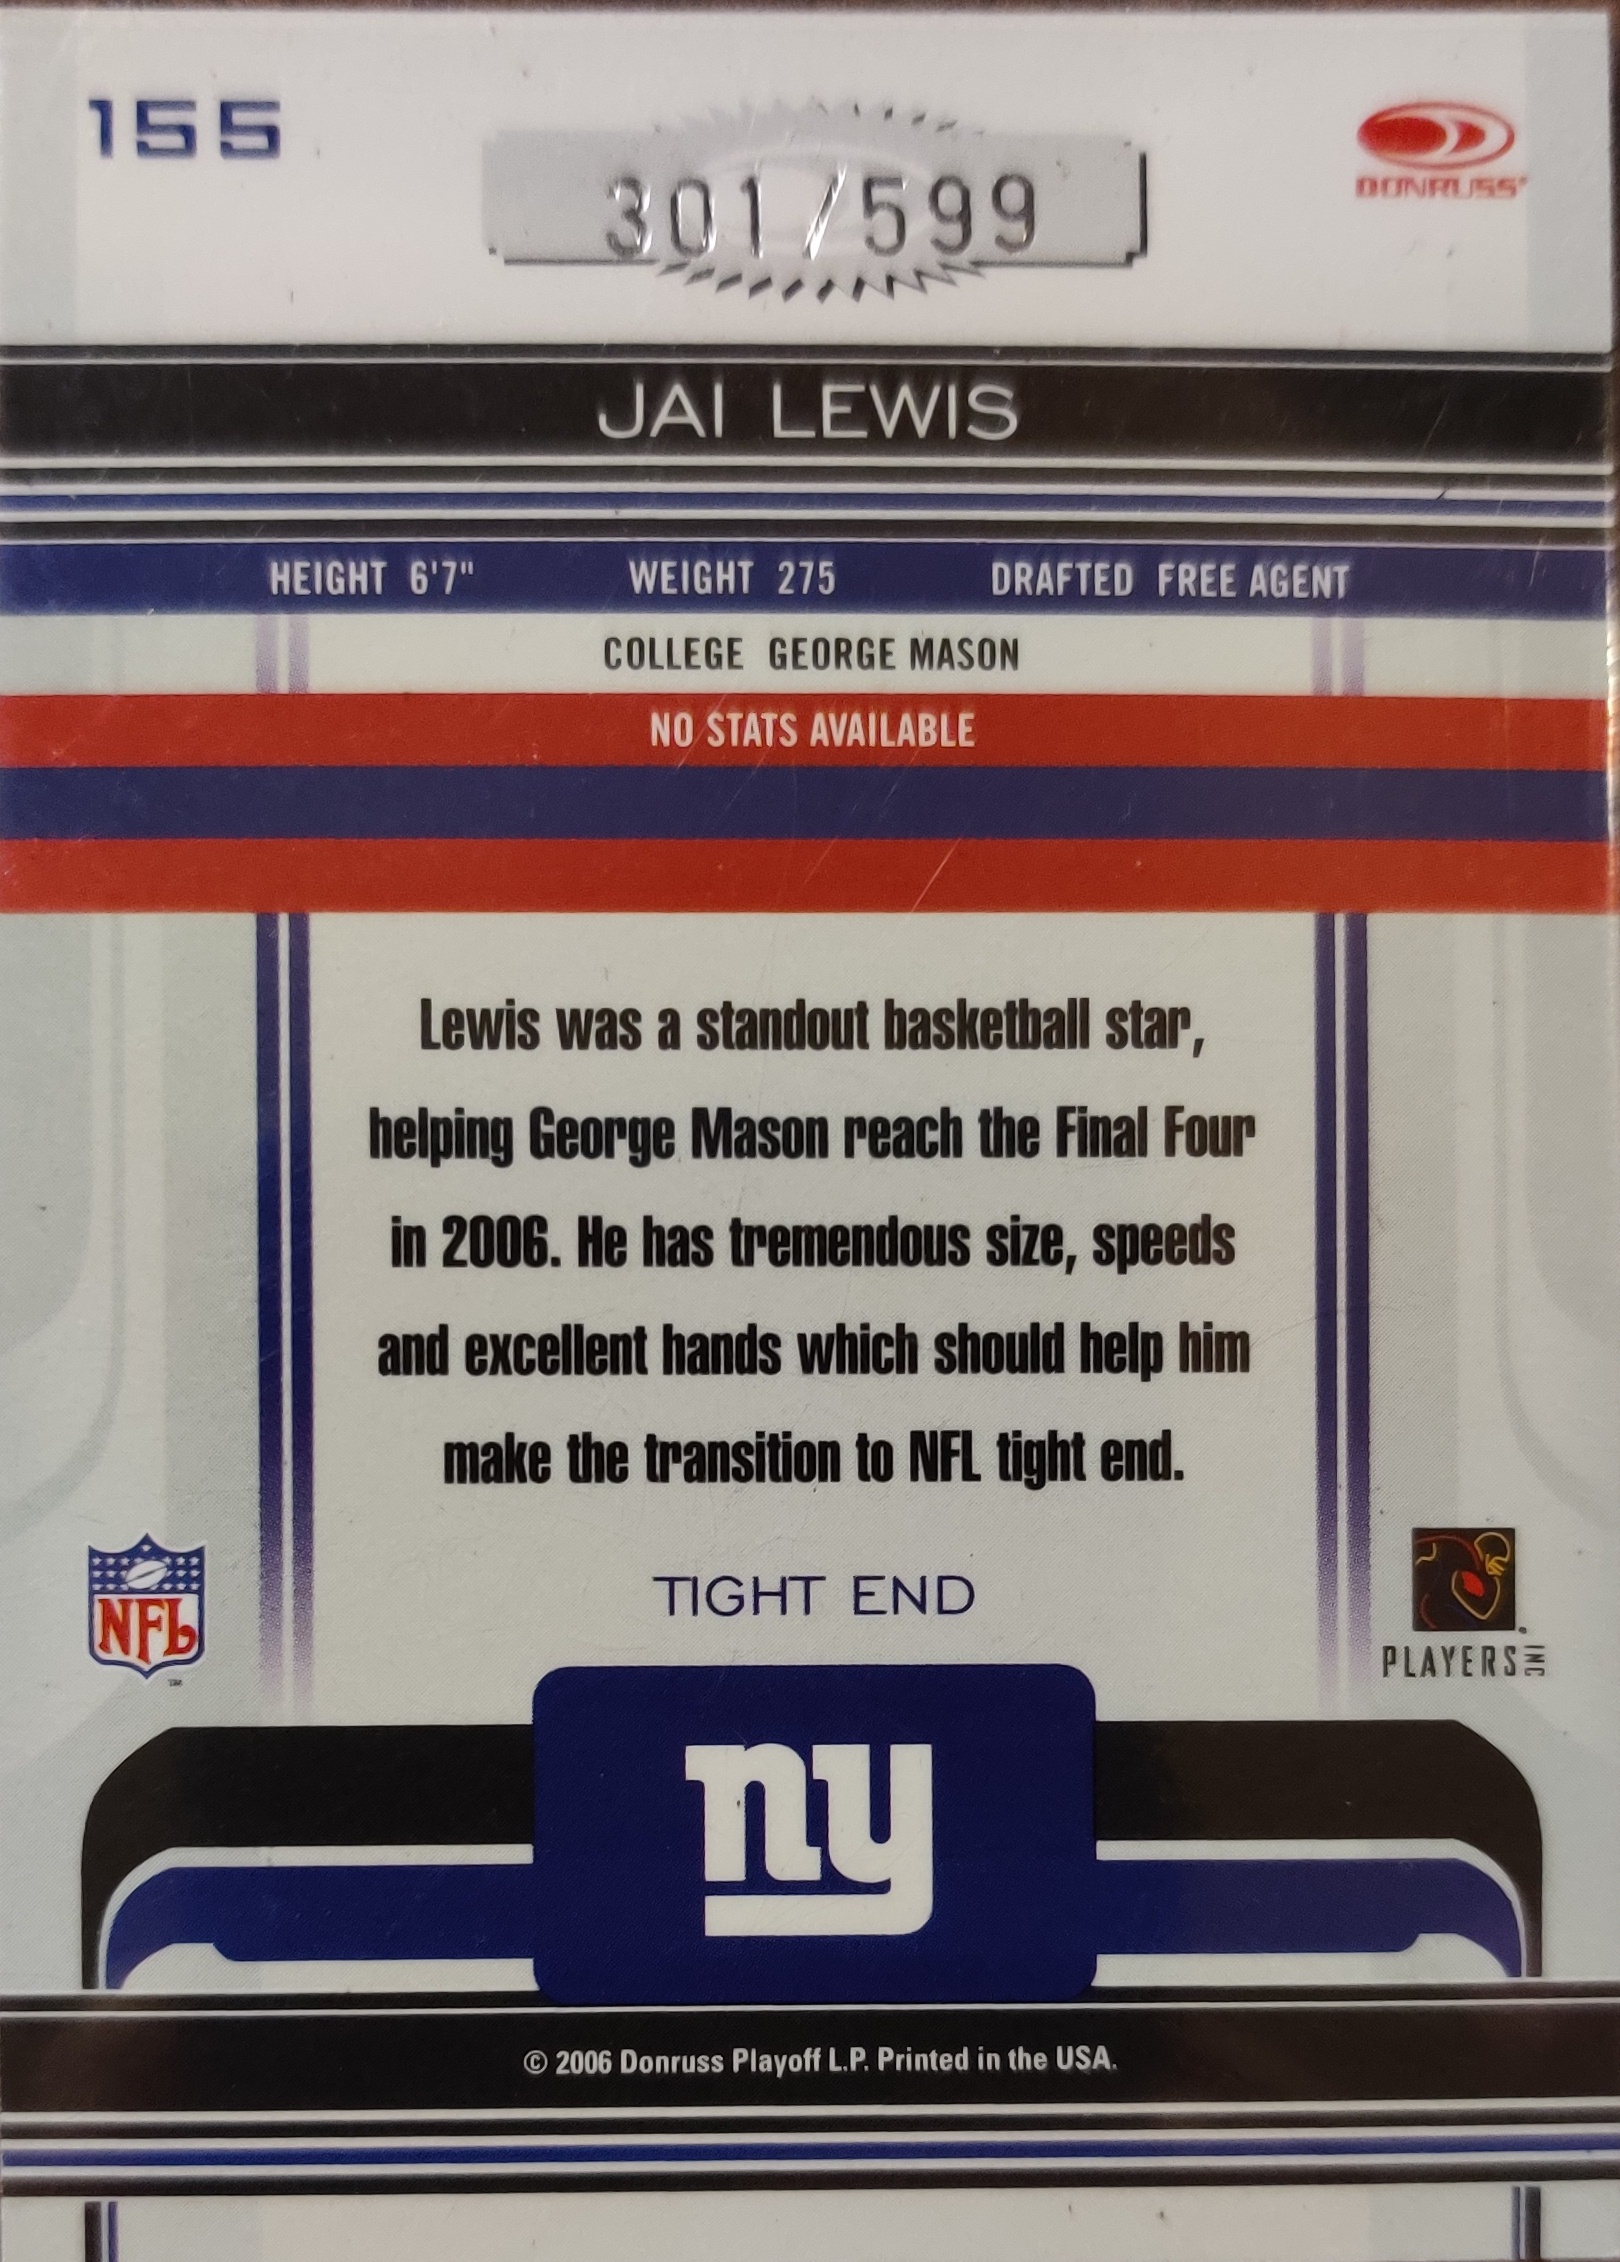 155
301/599
DONRUSS
JAI LEWIS
HEIGHT 6'7" WEIGHT 275 DRAFTED FREE AGENT
COLLEGE GEORGE MASON
NO STATS AVAILABLE
Lewis was a standout basketball star,
helping George Mason reach the Final Four
in 2006. He has tremendous size, speeds
and excellent hands which should help him
make the transition to NFL tight end.
TIGHT END
NFL
TM
PLAYERS INC
ny
© 2006 Donruss Playoff L.P. Printed in the USA.